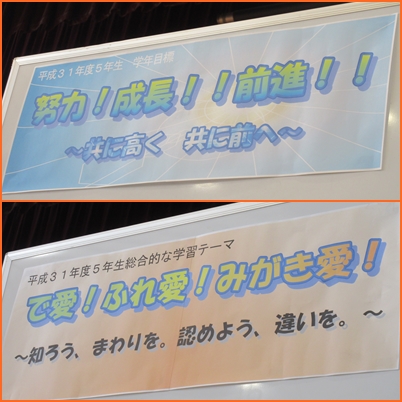 平成31年度5年生 学年目標
努力!成長!!前進!!
~共に高く 共に前へ~
平成31年度5年生総合的な学習テーマ
で愛!ふれ愛!みがき愛!
~知ろう、まわりを。認めよう、違いを。~